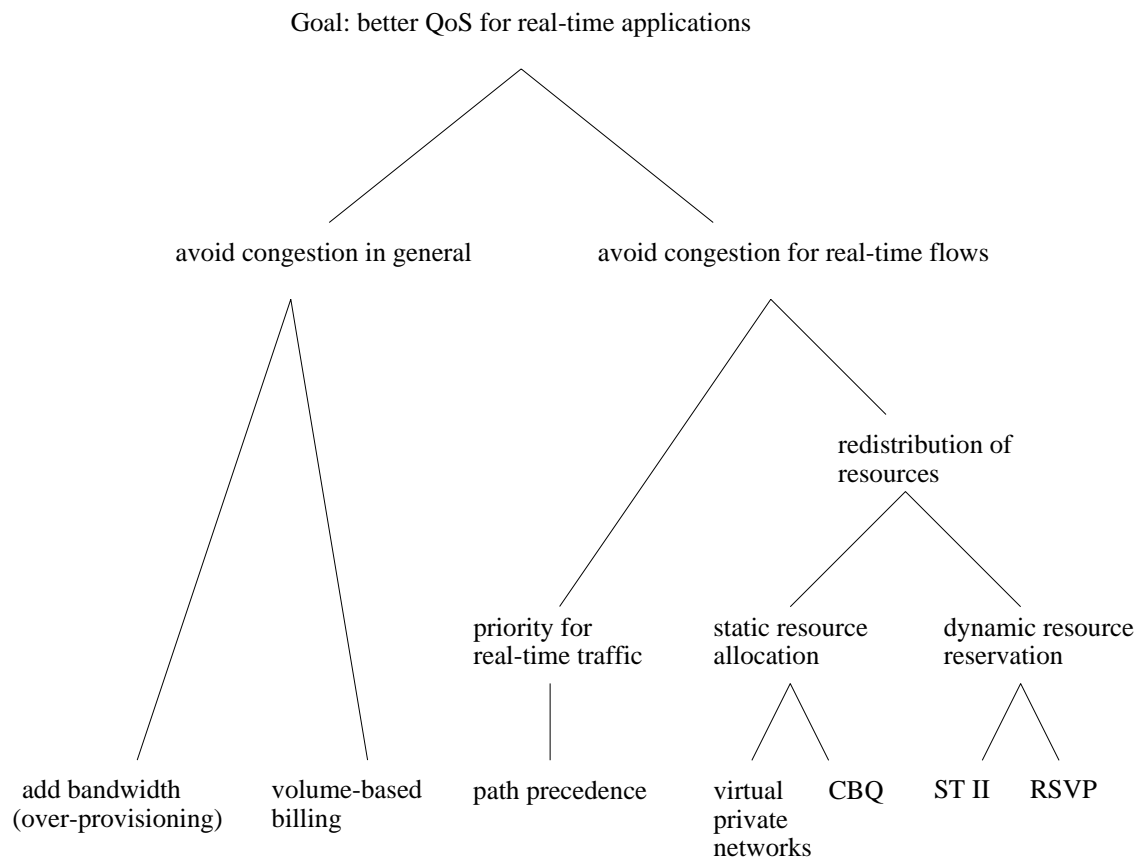 Goal: better QoS for real-time applications
avoid congestion in general
avoid congestion for real-time flows
redistribution of
resources
priority for
real-time traffic
static resource
allocation
dynamic resource
reservation
add bandwidth
(over-provisioning)
volume-based
billing
path precedence
virtual
private
networks
CBQ
ST II
RSVP